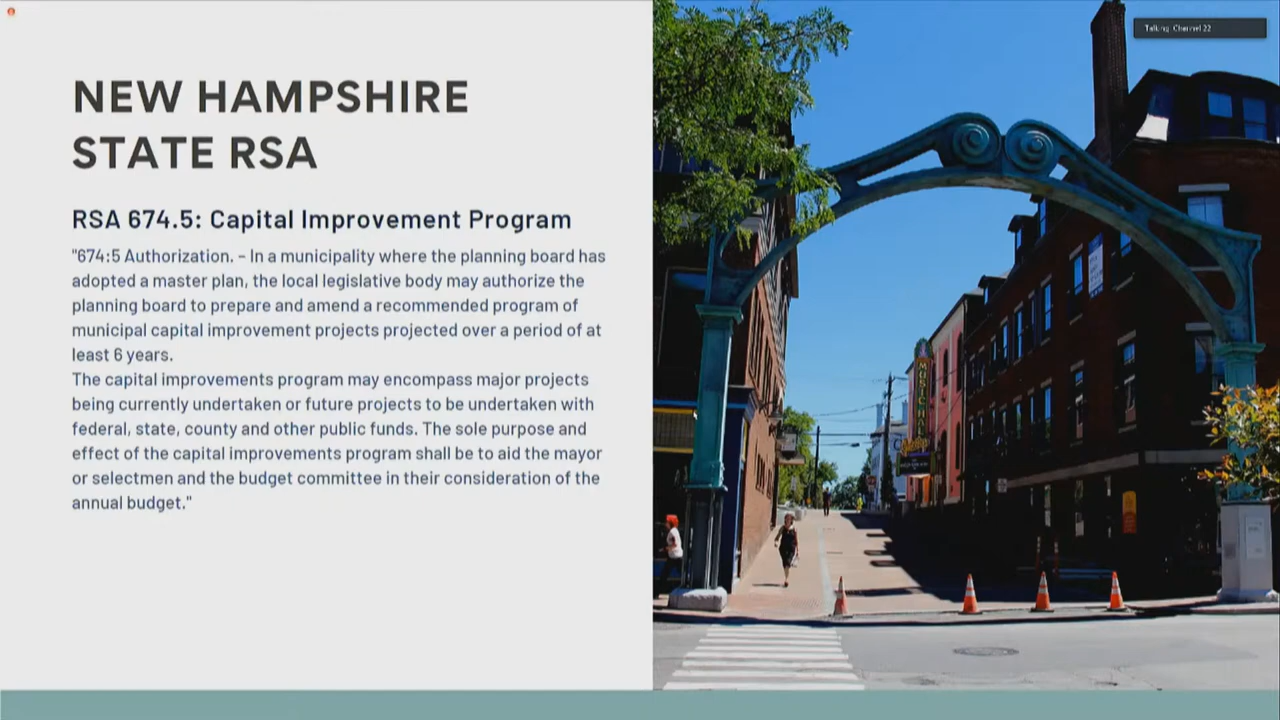 NEW HAMPSHIRE
STATE RSA
RSA 674.5: Capital Improvement Program
"674:5 Authorization. – In a municipality where the planning board has
adopted a master plan, the local legislative body may authorize the
planning board to prepare and amend a recommended program of
municipal capital improvement projects projected over a period of at
least 6 years.
The capital improvements program may encompass major projects
being currently undertaken or future projects to be undertaken with
federal, state, county and other public funds. The sole purpose and
effect of the capital improvements program shall be to aid the mayor
or selectmen and the budget committee in their consideration of the
annual budget."
Talking: Channel 22
MUSIC HALL